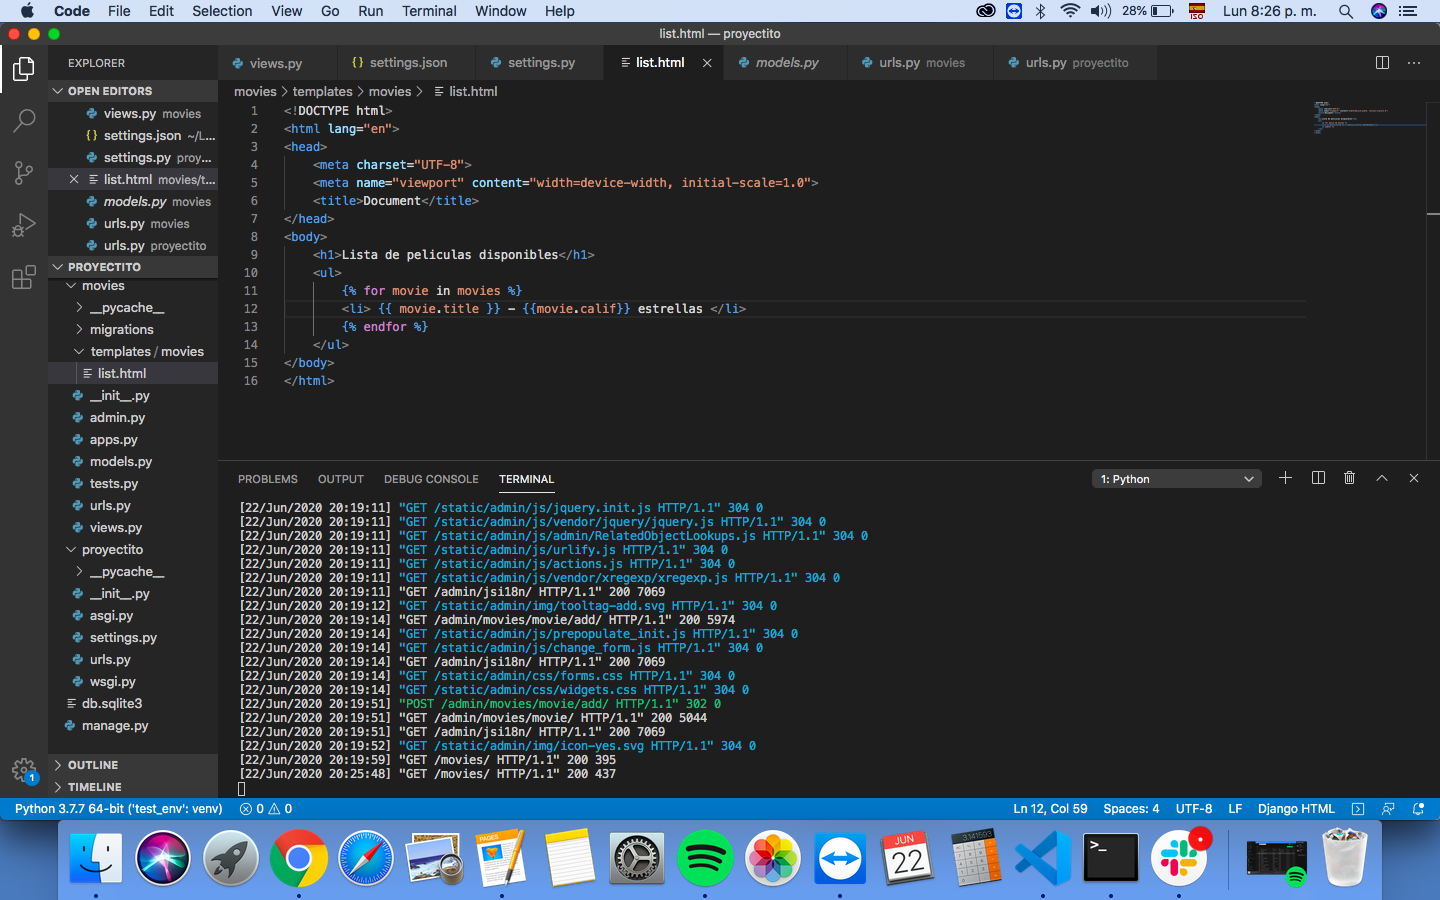 Code File Edit Selection View Go Run Terminal Window Help 28% ISO Lun 8:26 p. m.
list.html — proyectito
EXPLORER
OPEN EDITORS
views.py movies
{} settings.json ~/L...
settings.py proy...
list.html movies/t...
models.py movies
urls.py movies
urls.py proyectito
PROYECTITO
movies
__pycache__
migrations
templates / movies
list.html
__init__.py
admin.py
apps.py
models.py
tests.py
urls.py
views.py
proyectito
__pycache__
__init__.py
asgi.py
settings.py
urls.py
wsgi.py
db.sqlite3
manage.py
OUTLINE
TIMELINE
1
views.py {} settings.json settings.py list.html models.py urls.py movies urls.py proyectito
movies > templates > movies > list.html
1 <!DOCTYPE html>
2 <html lang="en">
3 <head>
4 <meta charset="UTF-8">
5 <meta name="viewport" content="width=device-width, initial-scale=1.0">
6 <title>Document</title>
7 </head>
8 <body>
9 <h1>Lista de peliculas disponibles</h1>
10 <ul>
11 {% for movie in movies %}
12 <li> {{ movie.title }} - {{movie.calif}} estrellas </li>
13 {% endfor %}
14 </ul>
15 </body>
16 </html>
PROBLEMS OUTPUT DEBUG CONSOLE TERMINAL 1: Python
[22/Jun/2020 20:19:11] "GET /static/admin/js/jquery.init.js HTTP/1.1" 304 0
[22/Jun/2020 20:19:11] "GET /static/admin/js/vendor/jquery/jquery.js HTTP/1.1" 304 0
[22/Jun/2020 20:19:11] "GET /static/admin/js/admin/RelatedObjectLookups.js HTTP/1.1" 304 0
[22/Jun/2020 20:19:11] "GET /static/admin/js/urlify.js HTTP/1.1" 304 0
[22/Jun/2020 20:19:11] "GET /static/admin/js/actions.js HTTP/1.1" 304 0
[22/Jun/2020 20:19:11] "GET /static/admin/js/vendor/xregexp/xregexp.js HTTP/1.1" 304 0
[22/Jun/2020 20:19:11] "GET /admin/jsi18n/ HTTP/1.1" 200 7069
[22/Jun/2020 20:19:12] "GET /static/admin/img/tooltag-add.svg HTTP/1.1" 304 0
[22/Jun/2020 20:19:14] "GET /admin/movies/movie/add/ HTTP/1.1" 200 5974
[22/Jun/2020 20:19:14] "GET /static/admin/js/prepopulate_init.js HTTP/1.1" 304 0
[22/Jun/2020 20:19:14] "GET /static/admin/js/change_form.js HTTP/1.1" 304 0
[22/Jun/2020 20:19:14] "GET /admin/jsi18n/ HTTP/1.1" 200 7069
[22/Jun/2020 20:19:14] "GET /static/admin/css/forms.css HTTP/1.1" 304 0
[22/Jun/2020 20:19:14] "GET /static/admin/css/widgets.css HTTP/1.1" 304 0
[22/Jun/2020 20:19:51] "POST /admin/movies/movie/add/ HTTP/1.1" 302 0
[22/Jun/2020 20:19:51] "GET /admin/movies/movie/ HTTP/1.1" 200 5044
[22/Jun/2020 20:19:51] "GET /admin/jsi18n/ HTTP/1.1" 200 7069
[22/Jun/2020 20:19:52] "GET /static/admin/img/icon-yes.svg HTTP/1.1" 304 0
[22/Jun/2020 20:19:59] "GET /movies/ HTTP/1.1" 200 395
[22/Jun/2020 20:25:48] "GET /movies/ HTTP/1.1" 200 437
Python 3.7.7 64-bit ('test_env': venv) 0 0 Ln 12, Col 59 Spaces: 4 UTF-8 LF Django HTML
PAGES
JUN
22
3.141593
>_